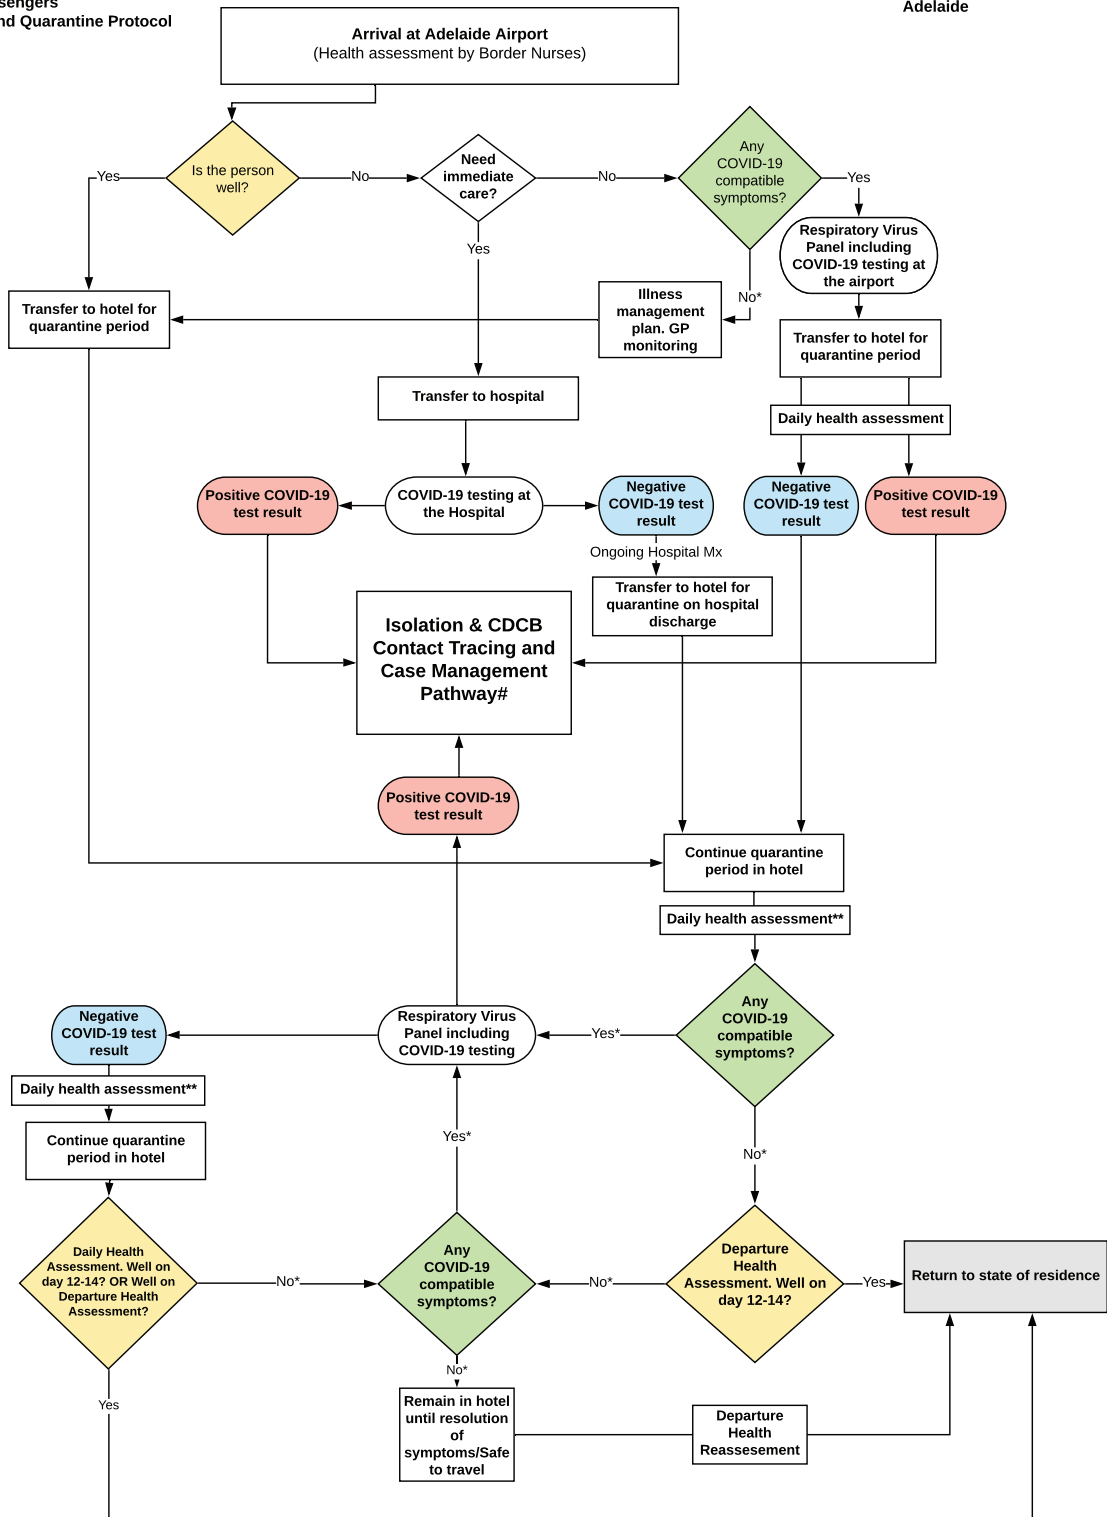 sengers
nd Quarantine Protocol
Adelaide
Arrival at Adelaide Airport
(Health assessment by Border Nurses)
Is the person
well?
Yes
No
Need
immediate
care?
No
Yes
Any
COVID-19
compatible
symptoms?
Yes
No*
Respiratory Virus
Panel including
COVID-19 testing at
the airport
Transfer to hotel for
quarantine period
Illness
management
plan. GP
monitoring
Transfer to hotel for
quarantine period
Daily health assessment
Transfer to hospital
Positive COVID-19
test result
COVID-19 testing at
the Hospital
Negative
COVID-19 test
result
Negative
COVID-19 test
result
Positive COVID-19
test result
Ongoing Hospital Mx
Transfer to hotel for
quarantine on hospital
discharge
Isolation & CDCB
Contact Tracing and
Case Management
Pathway#
Positive COVID-19
test result
Continue quarantine
period in hotel
Daily health assessment**
Any
COVID-19
compatible
symptoms?
Yes*
No*
Respiratory Virus
Panel including
COVID-19 testing
Negative
COVID-19 test
result
Daily health assessment**
Continue quarantine
period in hotel
Yes*
Daily Health
Assessment. Well on
day 12-14? OR Well on
Departure Health
Assessment?
No*
Any
COVID-19
compatible
symptoms?
No*
Departure
Health
Assessment. Well on
day 12-14?
Yes
Return to state of residence
No*
Yes
Remain in hotel
until resolution
of
symptoms/Safe
to travel
Departure
Health
Reassesement